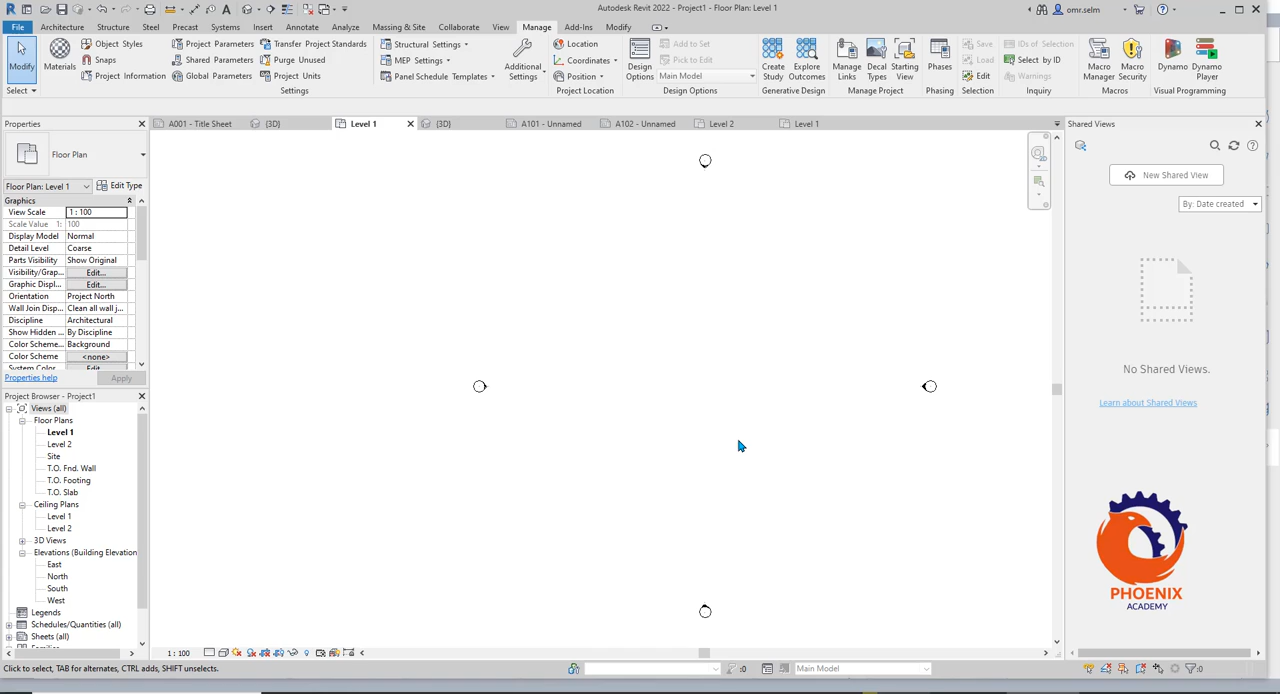 Autodesk Revit 2022 - Project1 - Floor Plan: Level 1
omr.selm
File Architecture Structure Steel Precast Systems Insert Annotate Analyze Massing & Site Collaborate View Manage Add-Ins Modify
Modify
Select
Materials
Object Styles
Snaps
Project Information
Project Parameters
Shared Parameters
Global Parameters
Transfer Project Standards
Purge Unused
Project Units
Structural Settings
MEP Settings
Panel Schedule Templates
Additional Settings
Settings
Location
Coordinates
Position
Project Location
Design Options
Add to Set
Pick to Edit
Main Model
Design Options
Create Study
Explore Outcomes
Generative Design
Manage Links
Decal Types
Starting View
Manage Project
Phases
Phasing
Save
Load
Edit
Selection
IDs of Selection
Select by ID
Warnings
Inquiry
Macro Manager
Macro Security
Macros
Dynamo
Dynamo Player
Visual Programming
Properties
A001 - Title Sheet
{3D}
Level 1
{3D}
A101 - Unnamed
A102 - Unnamed
Level 2
Level 1
Shared Views
Floor Plan
Floor Plan: Level 1
Edit Type
Graphics
View Scale 1 : 100
Scale Value 1: 100
Display Model Normal
Detail Level Coarse
Parts Visibility Show Original
Visibility/Grap... Edit...
Graphic Displ... Edit...
Orientation Project North
Wall Join Disp... Clean all wall j...
Discipline Architectural
Show Hidden ... By Discipline
Color Scheme... Background
Color Scheme <none>
System Color Edit...
Properties help
Apply
Project Browser - Project1
Views (all)
Floor Plans
Level 1
Level 2
Site
T.O. Fnd. Wall
T.O. Footing
T.O. Slab
Ceiling Plans
Level 1
Level 2
3D Views
Elevations (Building Elevation
East
North
South
West
Legends
Schedules/Quantities (all)
Sheets (all)
Families
New Shared View
By: Date created
No Shared Views.
Learn about Shared Views
PHOENIX
ACADEMY
1 : 100
Click to select, TAB for alternates, CTRL adds, SHIFT unselects.
:0
Main Model
:0